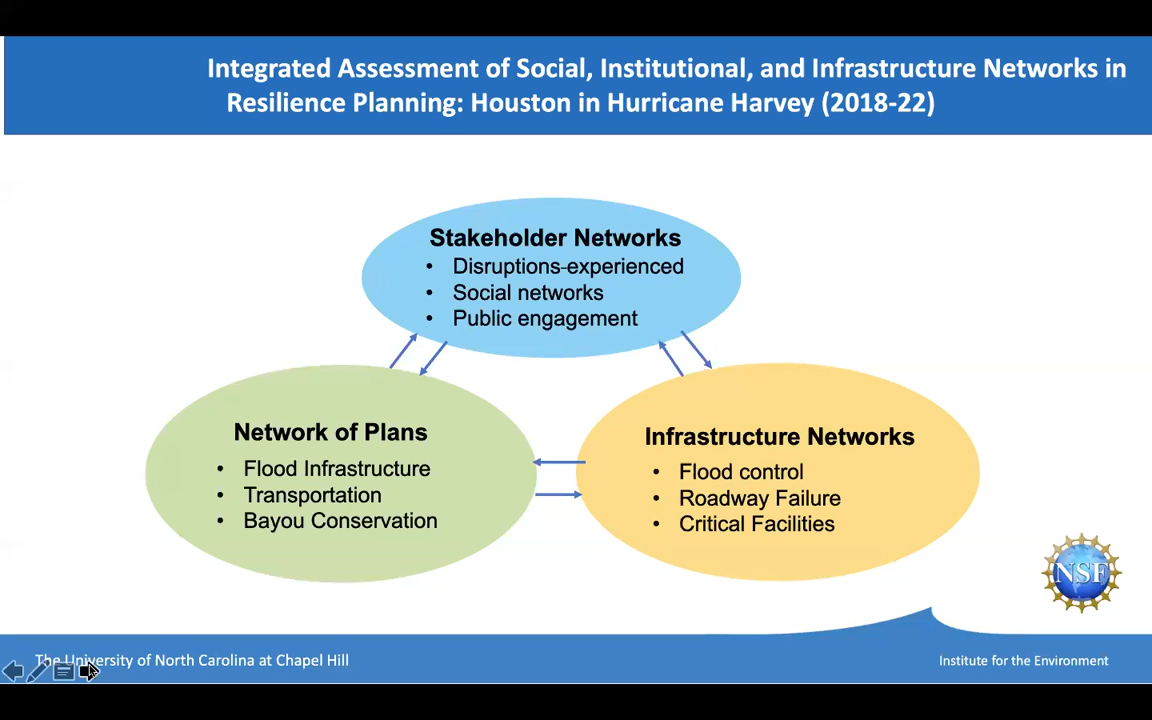 Integrated Assessment of Social, Institutional, and Infrastructure Networks in
Resilience Planning: Houston in Hurricane Harvey (2018-22)
Stakeholder Networks
• Disruptions-experienced
• Social networks
• Public engagement
Network of Plans
• Flood Infrastructure
• Transportation
• Bayou Conservation
Infrastructure Networks
• Flood control
• Roadway Failure
• Critical Facilities
NSF
The University of North Carolina at Chapel Hill
Institute for the Environment